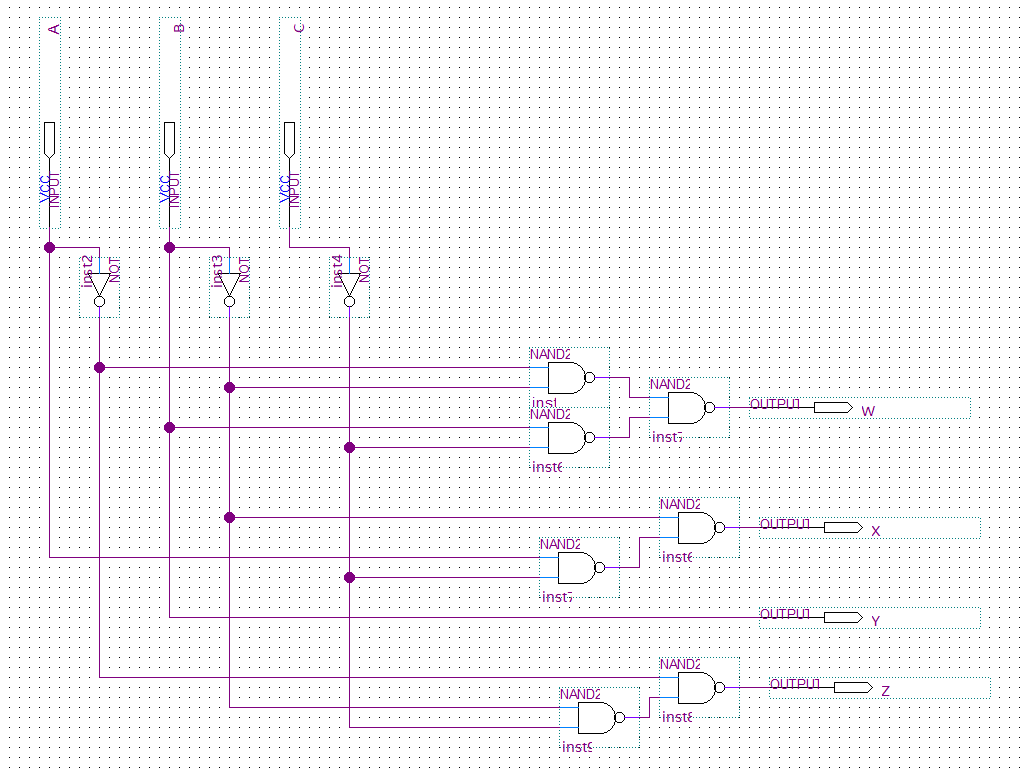 A
B
C
VCC
INPUT
VCC
INPUT
VCC
INPUT
inst2
NOT
inst3
NOT
inst4
NOT
NAND2
inst
NAND2
inst6
NAND2
inst7
OUTPUT
W
NAND2
inst6
OUTPUT
X
NAND2
inst7
OUTPUT
Y
NAND2
inst8
OUTPUT
Z
NAND2
inst9